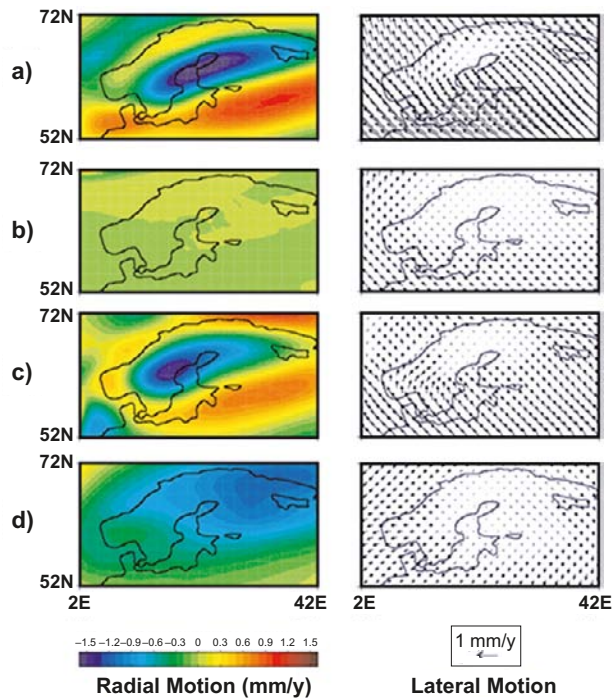 72N
a)
52N
72N
b)
52N
72N
c)
52N
72N
d)
52N
2E 42E 42E
–1.5 –1.2 –0.9 –0.6 –0.3 0 0.3 0.6 0.9 1.2 1.5
1 mm/y
Radial Motion (mm/y) Lateral Motion